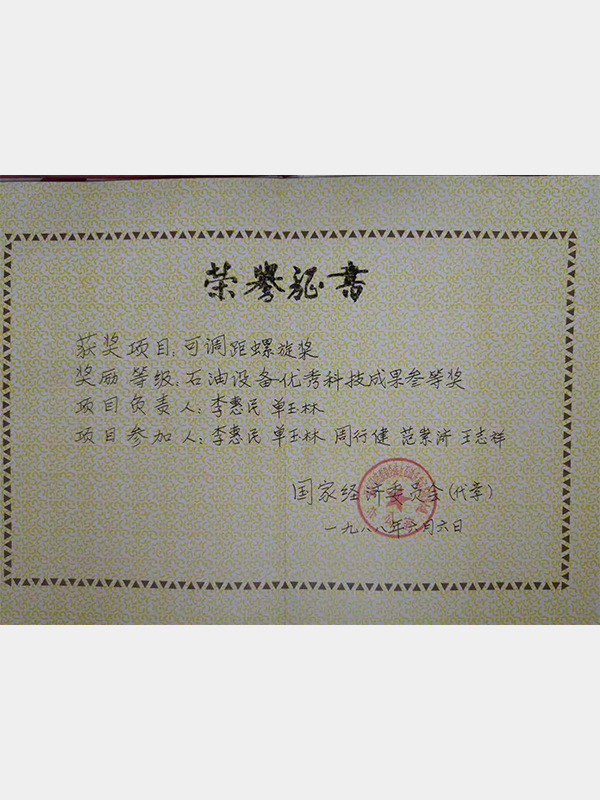 荣誉证书
获奖项目:可调距螺旋桨
奖励等级:石油设备优秀科技成果叁等奖
项目负责人:李惠民 单玉林
项目参加人:李惠民 单玉林 周行健 范崇济 王志祥
国家经济委员会(代章)
一九八八年六月六日